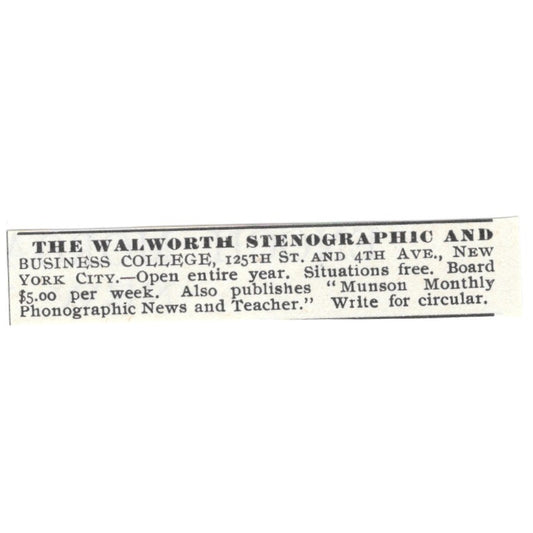 THE WALWORTH STENOGRAPHIC AND
BUSINESS COLLEGE, 125TH ST. AND 4TH AVE., NEW
YORK CITY.—Open entire year. Situations free. Board
$5.00 per week. Also publishes "Munson Monthly
Phonographic News and Teacher." Write for circular.